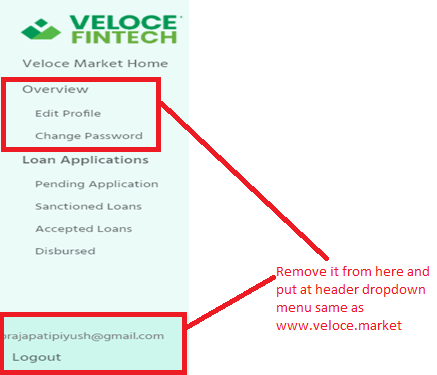 VELOCE
FINTECH
Veloce Market Home
Overview
Edit Profile
Change Password
Loan Applications
Pending Application
Sanctioned Loans
Accepted Loans
Disbursed
prajapatipiyush@gmail.com
Logout
Remove it from here and
put at header dropdown
menu same as
www.veloce.market